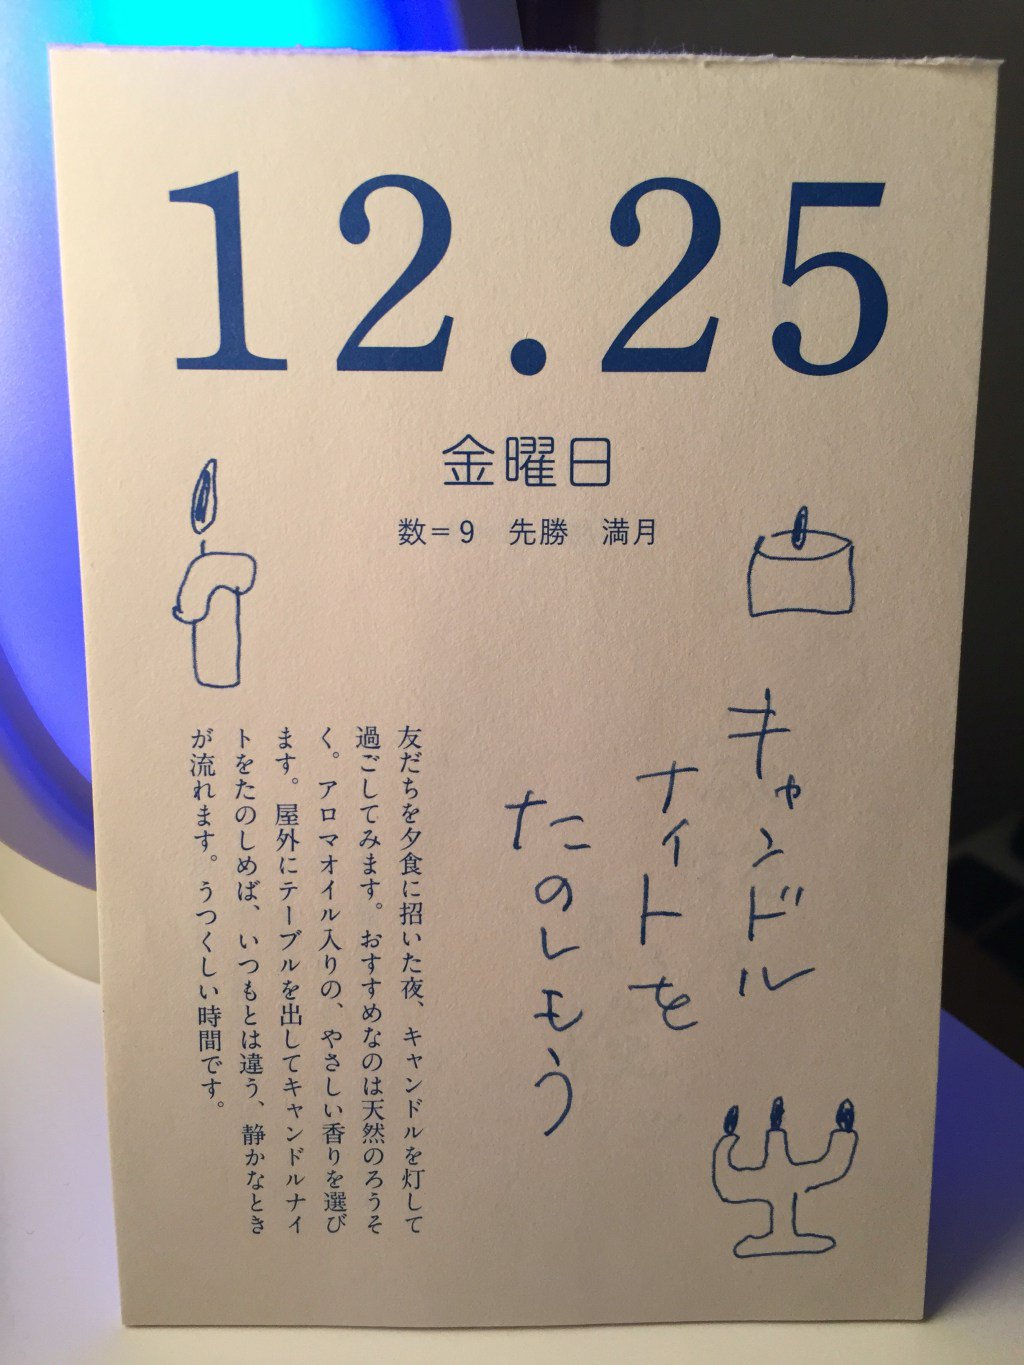 12.25
金曜日
数＝9　先勝　満月
キャンドル
ナイトを
たのしもう
友だちを夕食に招いた夜、キャンドルを灯して
過ごしてみます。おすすめなのは天然のろうそ
く。アロマオイル入りの、やさしい香りを選び
ます。屋外にテーブルを出してキャンドルナイ
トをたのしめば、いつもとは違う、静かなとき
が流れます。うつくしい時間です。